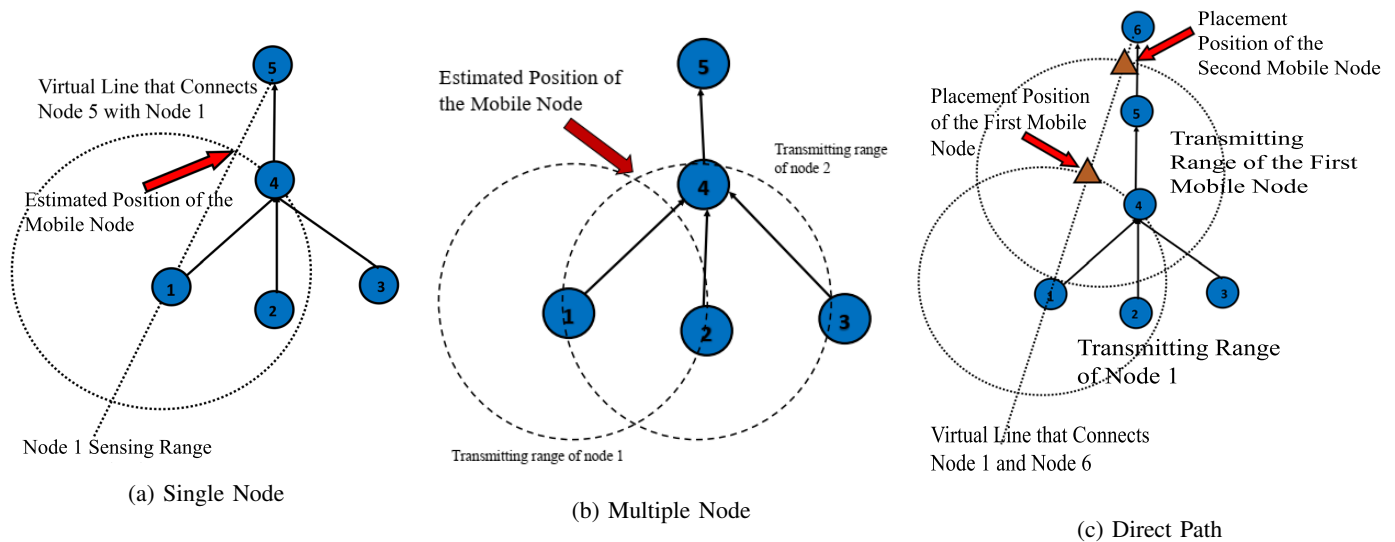 5
Virtual Line that Connects
Node 5 with Node 1
4
Estimated Position of the
Mobile Node
1
2
3
Node 1 Sensing Range
(a) Single Node
5
Estimated Position of
the Mobile Node
Transmitting range
of node 2
4
1
2
3
Transmitting range of node 1
(b) Multiple Node
Placement
Position of the
Second Mobile Node
6
Placement Position
of the First Mobile
Node
5
Transmitting
Range of the First
Mobile Node
4
1
2
3
Transmitting Range
of Node 1
Virtual Line that Connects
Node 1 and Node 6
(c) Direct Path